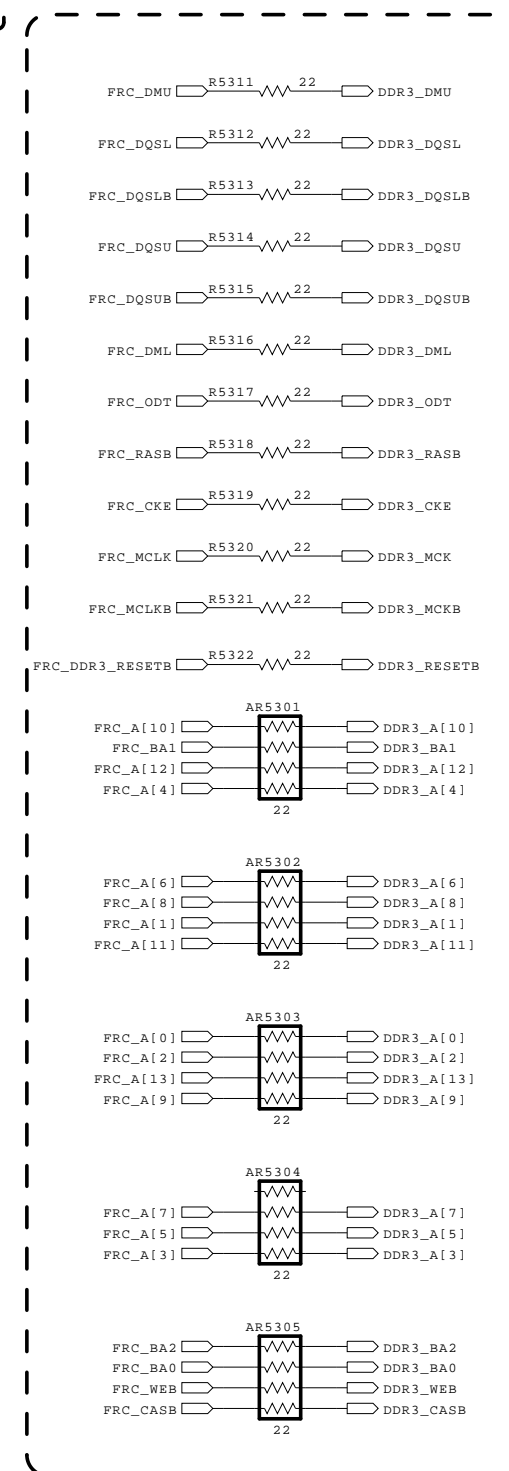 FRC_DMU R5311 22 DDR3_DMU
FRC_DQSL R5312 22 DDR3_DQSL
FRC_DQSLB R5313 22 DDR3_DQSLB
FRC_DQSU R5314 22 DDR3_DQSU
FRC_DQSUB R5315 22 DDR3_DQSUB
FRC_DML R5316 22 DDR3_DML
FRC_ODT R5317 22 DDR3_ODT
FRC_RASB R5318 22 DDR3_RASB
FRC_CKE R5319 22 DDR3_CKE
FRC_MCLK R5320 22 DDR3_MCK
FRC_MCLKB R5321 22 DDR3_MCKB
FRC_DDR3_RESETB R5322 22 DDR3_RESETB
AR5301
FRC_A[10] DDR3_A[10]
FRC_BA1 DDR3_BA1
FRC_A[12] DDR3_A[12]
FRC_A[4] DDR3_A[4]
22
AR5302
FRC_A[6] DDR3_A[6]
FRC_A[8] DDR3_A[8]
FRC_A[1] DDR3_A[1]
FRC_A[11] DDR3_A[11]
22
AR5303
FRC_A[0] DDR3_A[0]
FRC_A[2] DDR3_A[2]
FRC_A[13] DDR3_A[13]
FRC_A[9] DDR3_A[9]
22
AR5304
FRC_A[7] DDR3_A[7]
FRC_A[5] DDR3_A[5]
FRC_A[3] DDR3_A[3]
22
AR5305
FRC_BA2 DDR3_BA2
FRC_BA0 DDR3_BA0
FRC_WEB DDR3_WEB
FRC_CASB DDR3_CASB
22